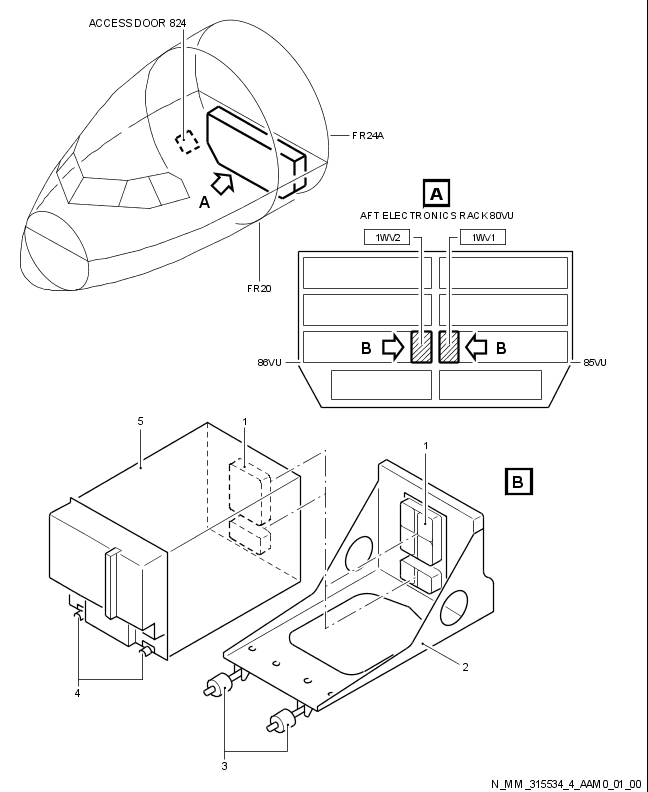 ACCESS DOOR 824
FR24A
A
FR20
A
AFT ELECTRONICS RACK 80VU
1WV2
1WV1
B
B
86VU
85VU
5
1
1
B
2
4
3
N_MM_315534_4_AAM0_01_00